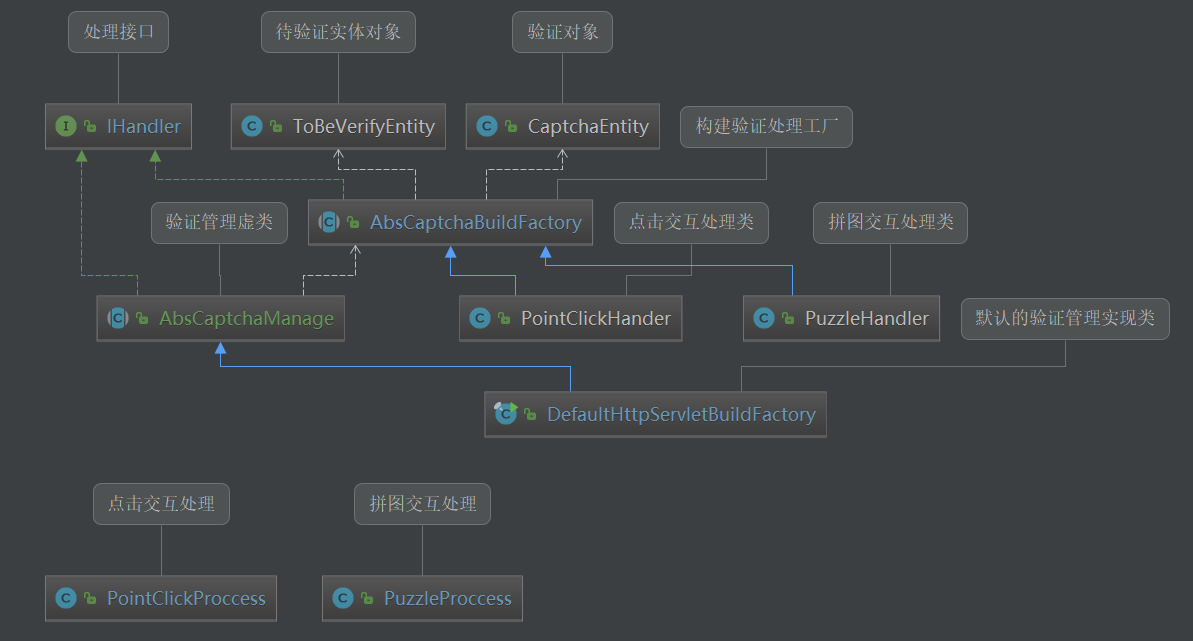 处理接口
待验证实体对象
验证对象
IHandler
ToBeVerifyEntity
CaptchaEntity
构建验证处理工厂
验证管理虚类
AbsCaptchaBuildFactory
点击交互处理类
拼图交互处理类
AbsCaptchaManage
PointClickHander
PuzzleHandler
默认的验证管理实现类
DefaultHttpServletBuildFactory
点击交互处理
拼图交互处理
PointClickProccess
PuzzleProccess